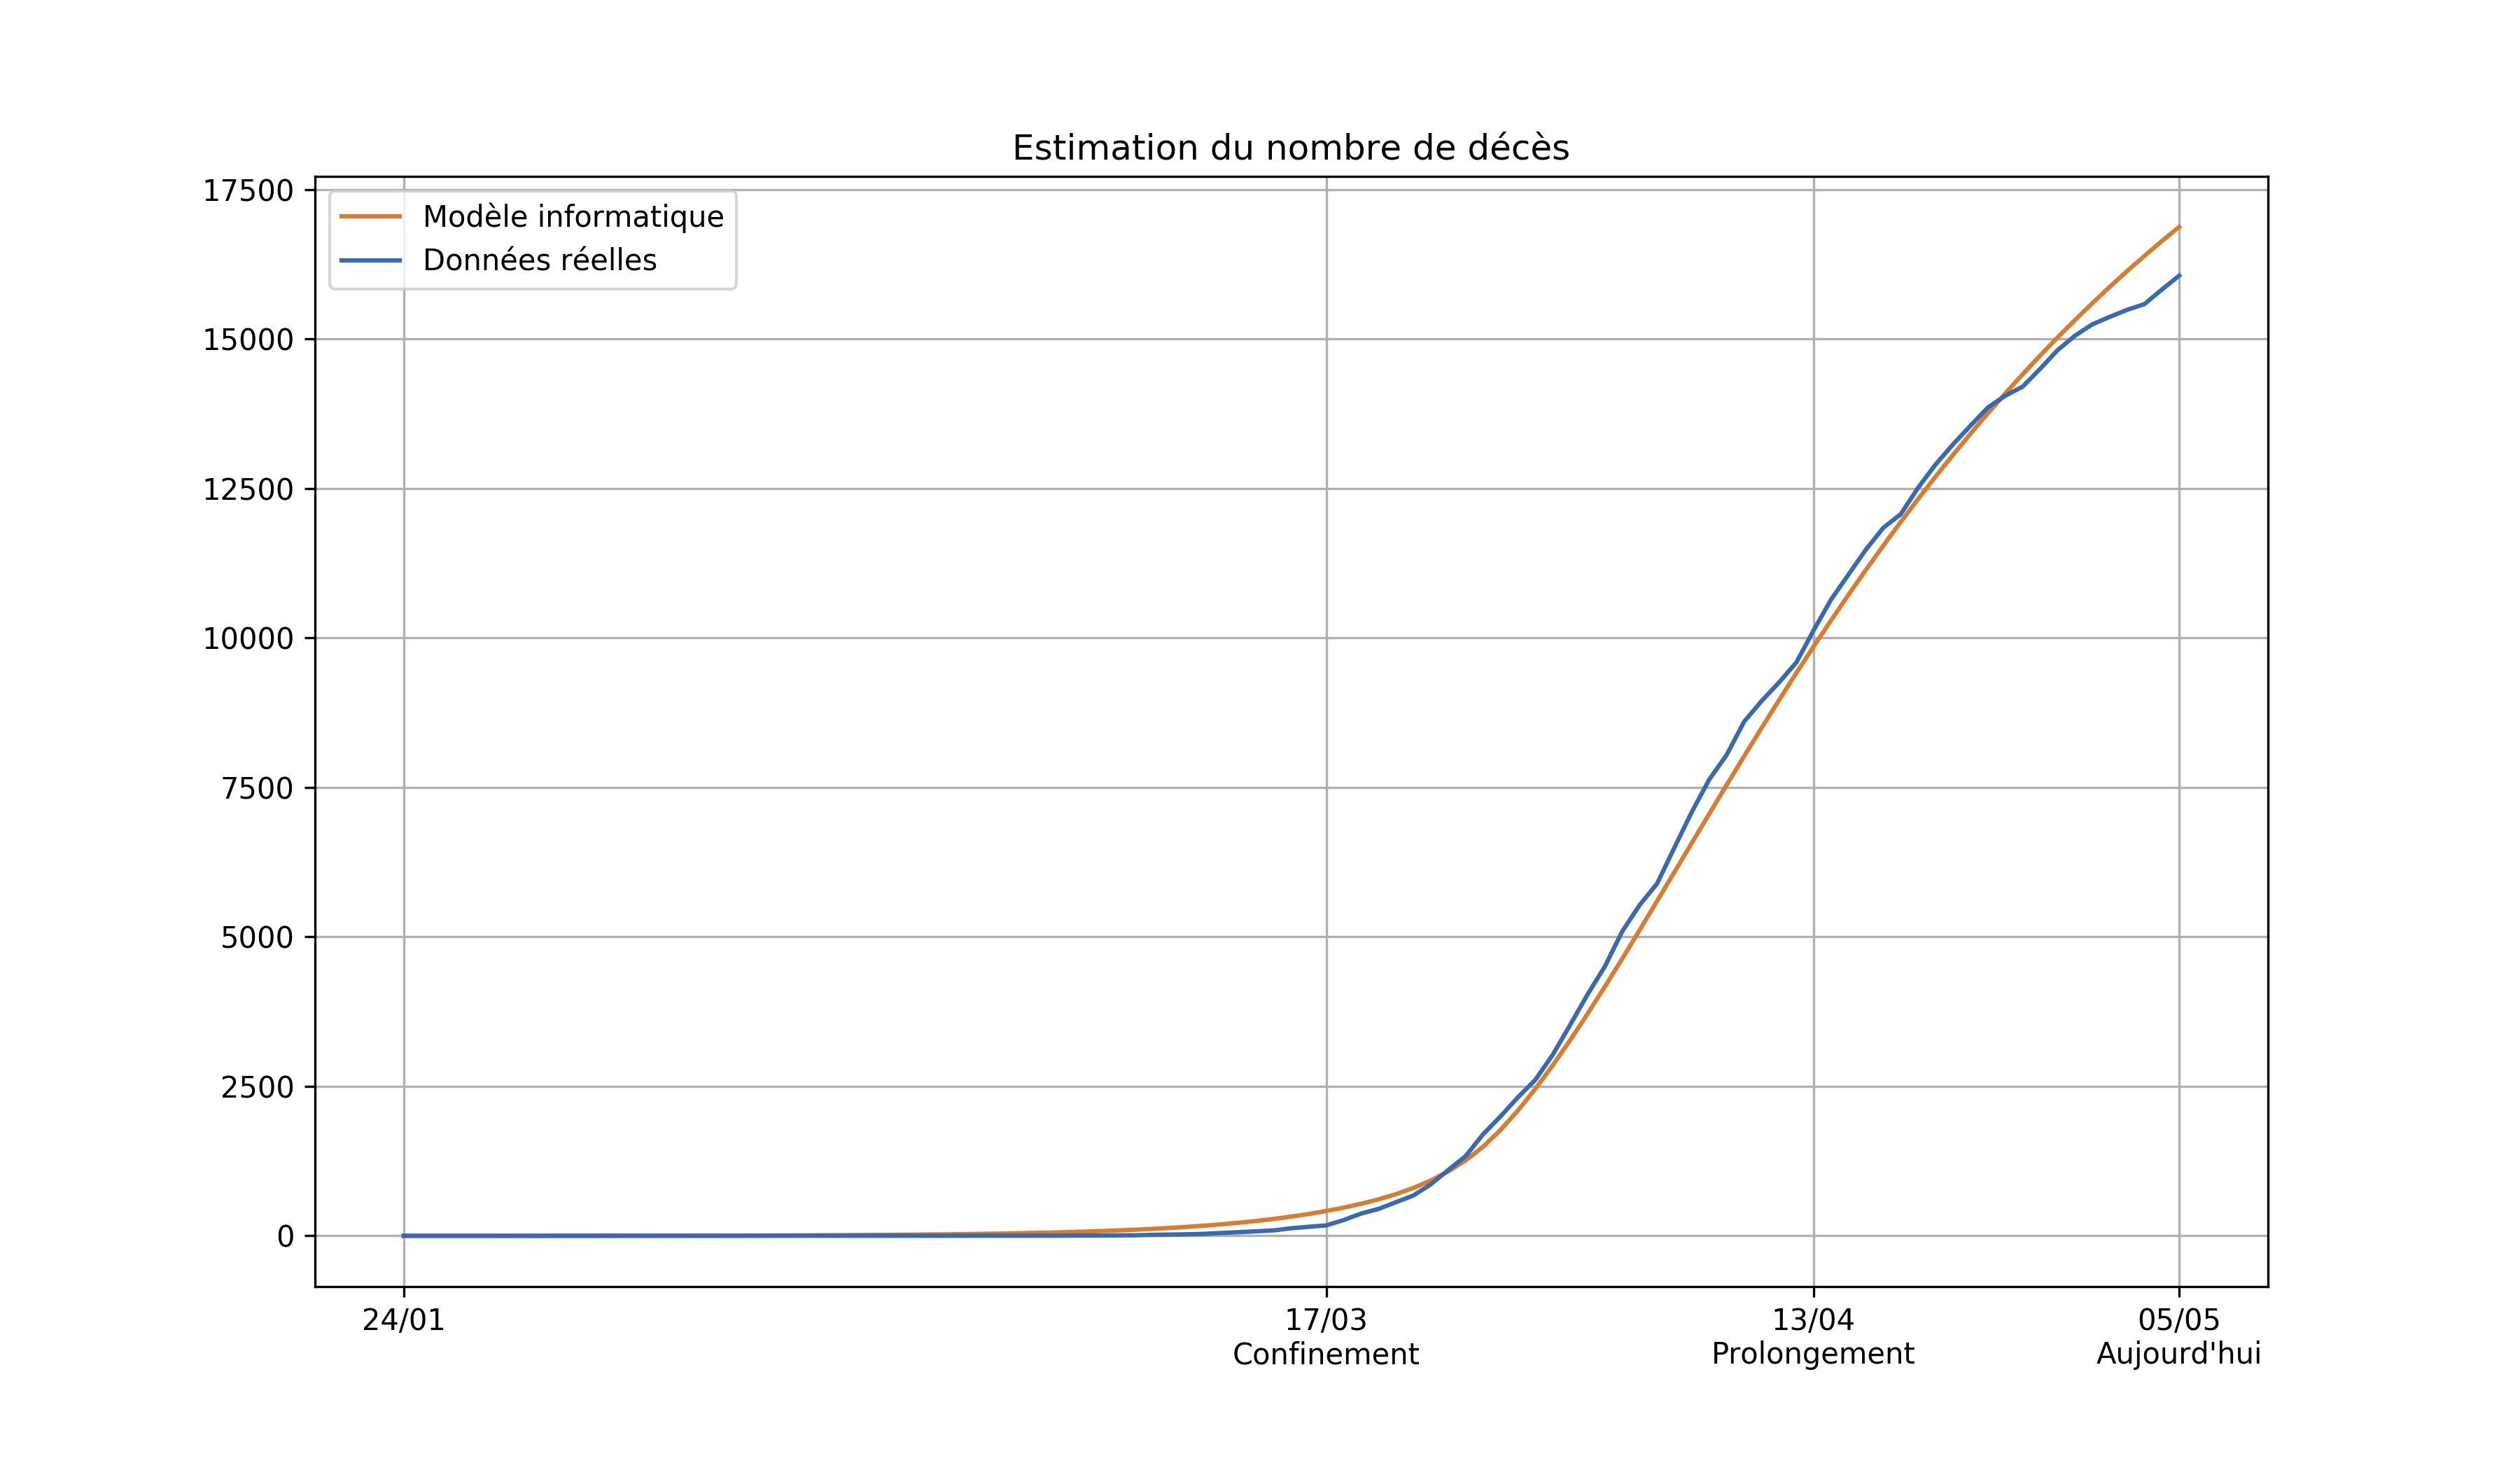 Estimation du nombre de décès
17500
15000
12500
10000
7500
5000
2500
0
Modèle informatique
Données réelles
24/01
17/03
Confinement
13/04
Prolongement
05/05
Aujourd'hui